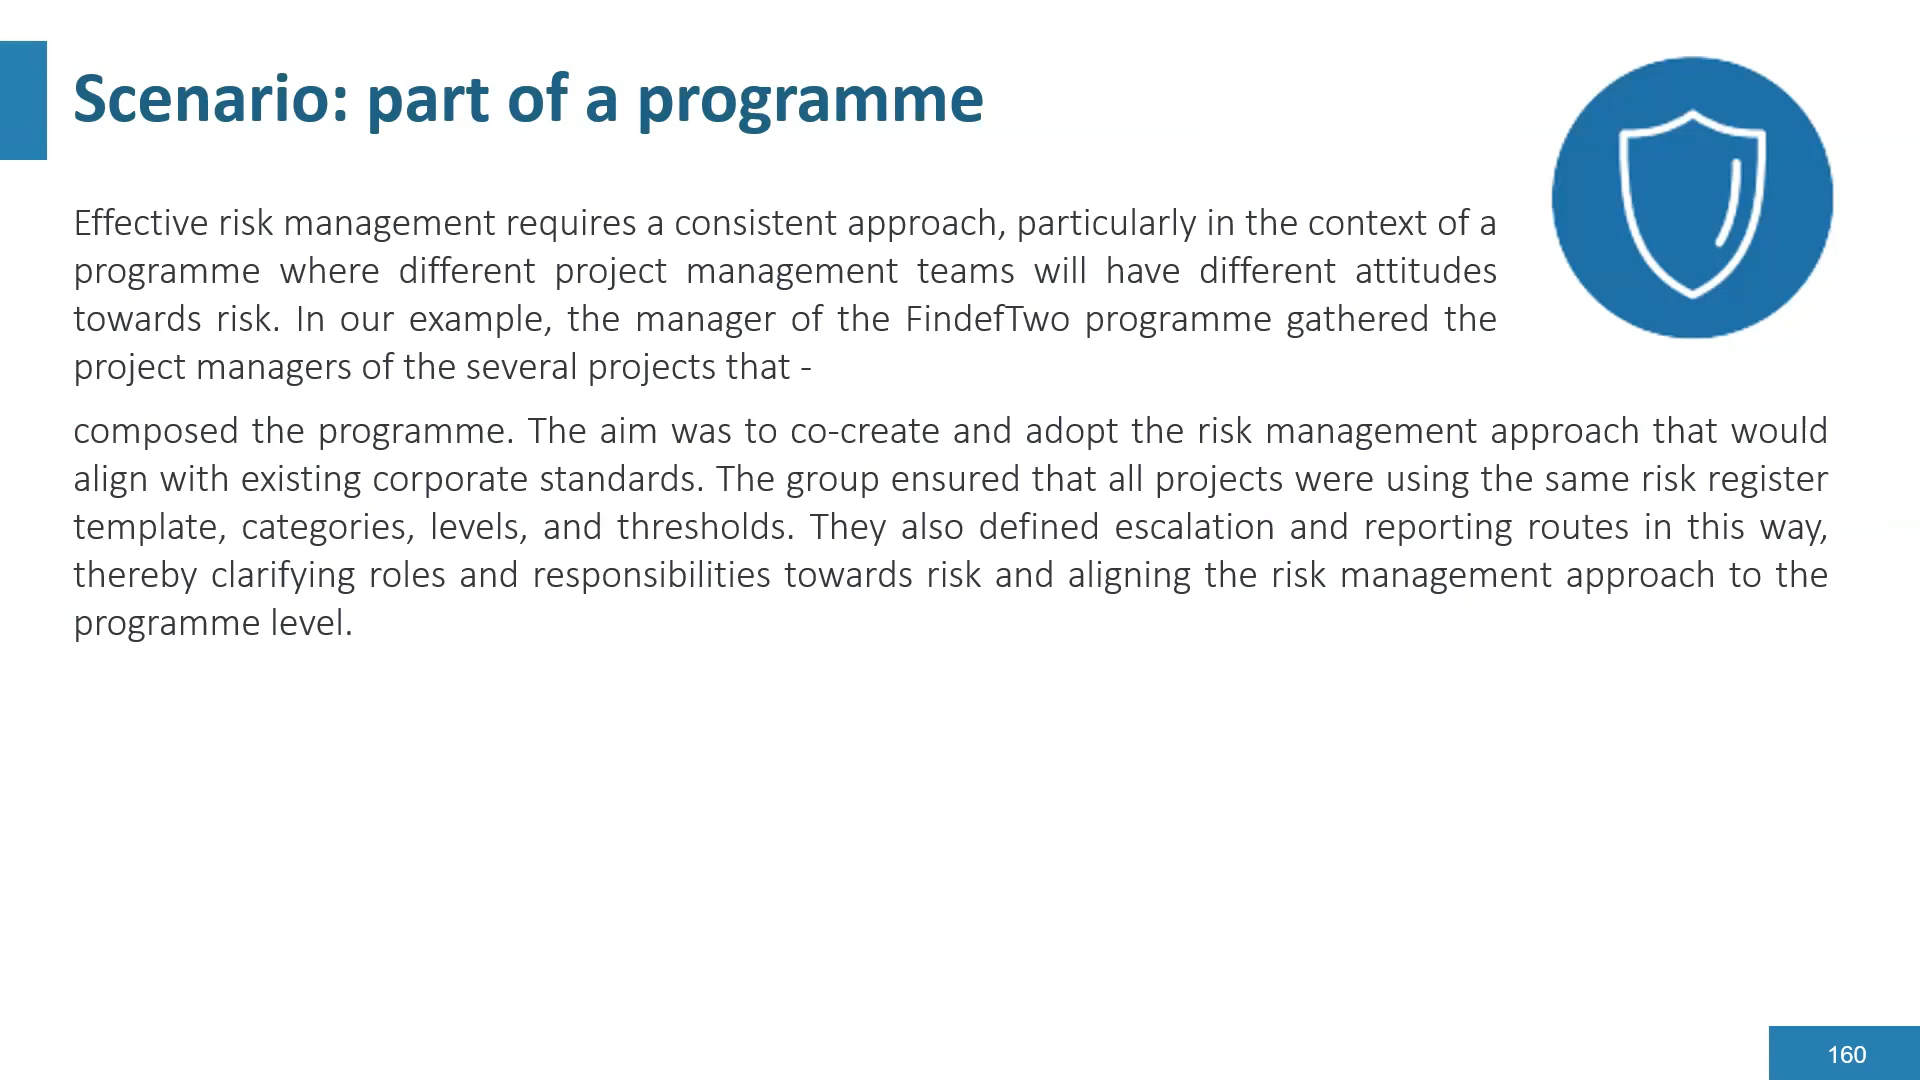 Scenario: part of a programme
Effective risk management requires a consistent approach, particularly in the context of a
programme where different project management teams will have different attitudes
towards risk. In our example, the manager of the FindefTwo programme gathered the
project managers of the several projects that -
composed the programme. The aim was to co-create and adopt the risk management approach that would
align with existing corporate standards. The group ensured that all projects were using the same risk register
template, categories, levels, and thresholds. They also defined escalation and reporting routes in this way,
thereby clarifying roles and responsibilities towards risk and aligning the risk management approach to the
programme level.
160